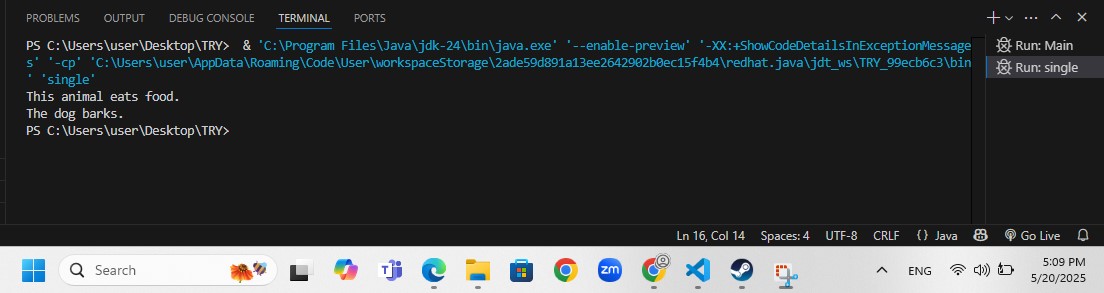 PROBLEMS OUTPUT DEBUG CONSOLE TERMINAL PORTS
PS C:\Users\user\Desktop\TRY>  & 'C:\Program Files\Java\jdk-24\bin\java.exe' '--enable-preview' '-XX:+ShowCodeDetailsInExceptionMessage
s' '-cp' 'C:\Users\user\AppData\Roaming\Code\User\workspaceStorage\2ade59d891a13ee2642902b0ec15f4b4\redhat.java\jdt_ws\TRY_99ecb6c3\bin
' 'single'
This animal eats food.
The dog barks.
PS C:\Users\user\Desktop\TRY>
Run: Main
Run: single
Ln 16, Col 14 Spaces: 4 UTF-8 CRLF {} Java Go Live
Search zm ENG 5:09 PM
5/20/2025